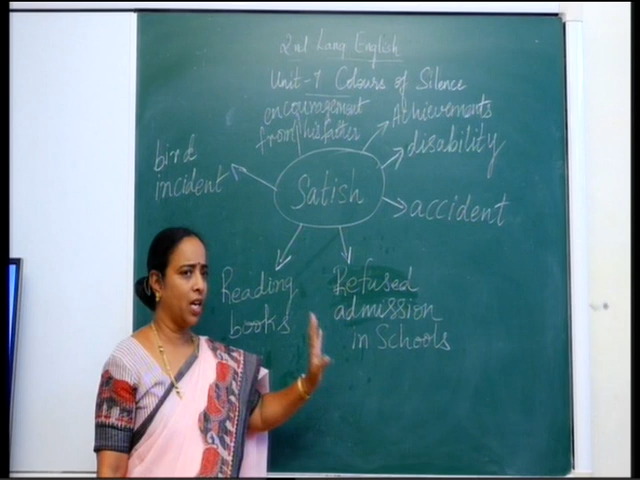 2nd Lang English
Unit-1 Colours of Silence
encouragement
from his father
Achievements
disability
bird
incident
Satish
accident
Reading
books
Refused
admission
in Schools